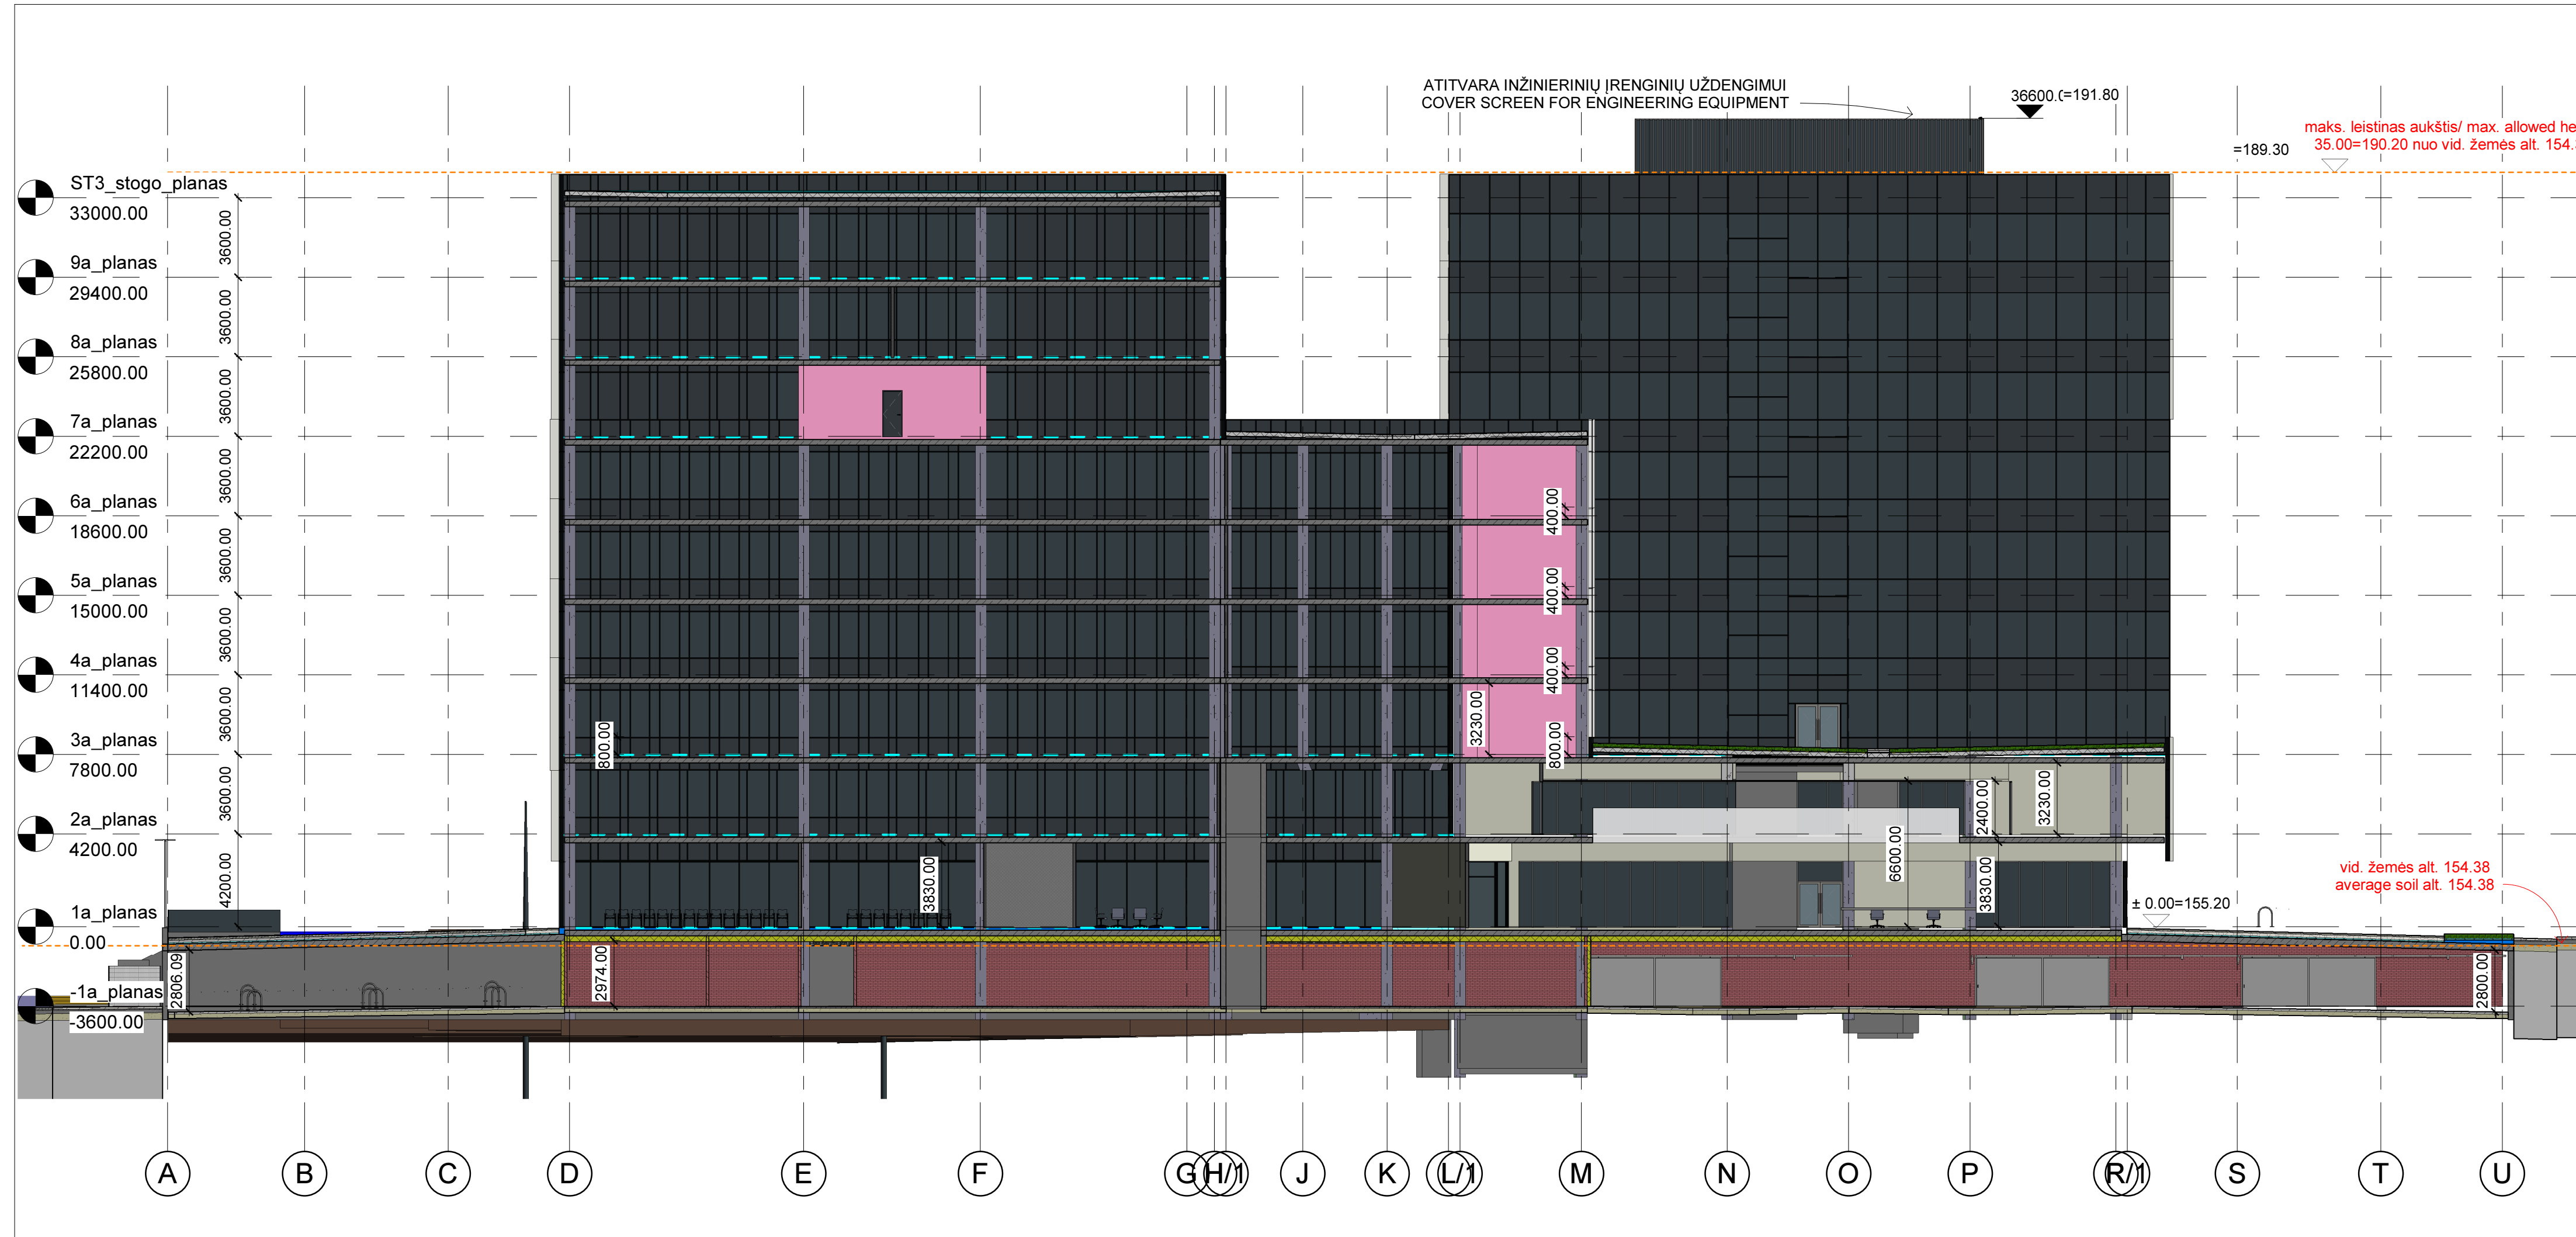 ATITVARA INŽINIERINIŲ ĮRENGINIŲ UŽDENGIMUI
COVER SCREEN FOR ENGINEERING EQUIPMENT
36600.0=191.80
maks. leistinas aukštis/ max. allowed he
=189.30
35.00=190.20 nuo vid. žemės alt. 154.
ST3_stogo_planas
33000.00
3600.00
9a_planas
29400.00
3600.00
8a_planas
25800.00
3600.00
7a_planas
22200.00
3600.00
6a_planas
18600.00
3600.00
5a_planas
15000.00
3600.00
4a_planas
11400.00
3600.00
3a_planas
7800.00
3600.00
2a_planas
4200.00
4200.00
1a_planas
0.00
-1a_planas
-3600.00
2806.09
2974.00
800.00
3830.00
400.00
400.00
400.00
3230.00
800.00
6600.00
2400.00
3830.00
3230.00
vid. žemės alt. 154.38
average soil alt. 154.38
± 0.00=155.20
2800.00
A
B
C
D
E
F
G
H/1
J
K
L/1
M
N
O
P
R/1
S
T
U